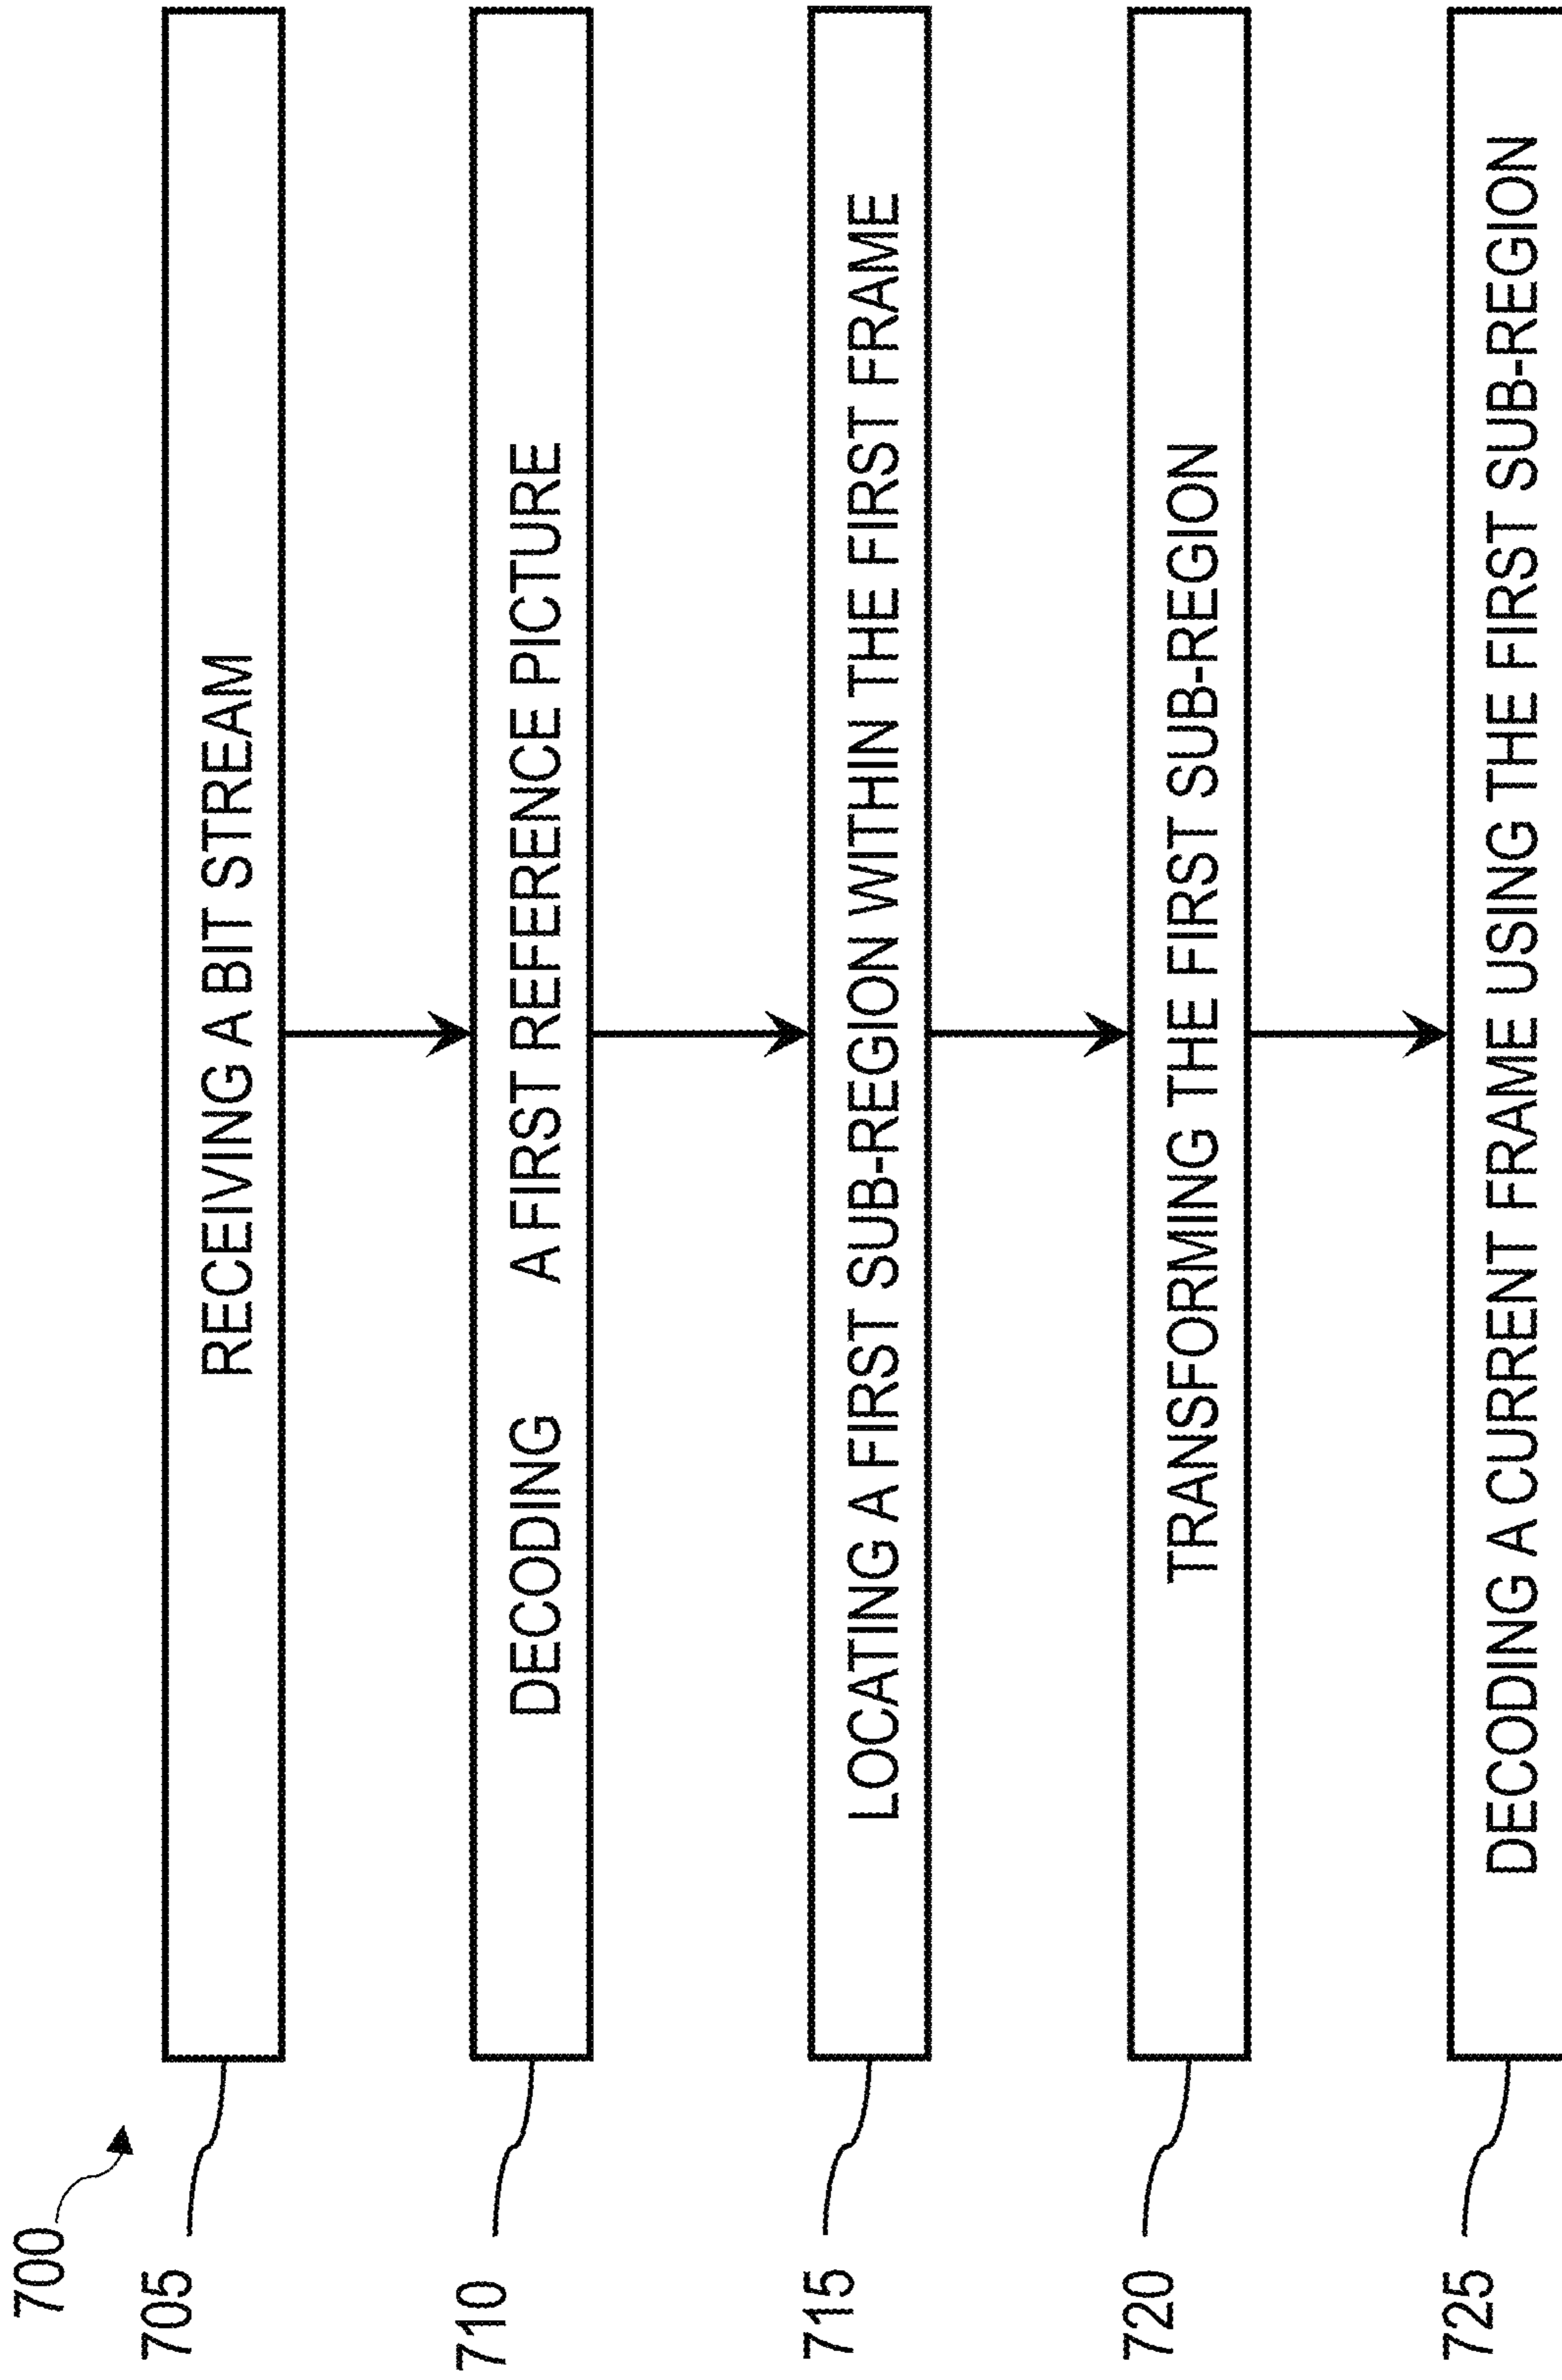 700
705
RECEIVING A BIT STREAM
710
DECODING A FIRST REFERENCE PICTURE
715
LOCATING A FIRST SUB-REGION WITHIN THE FIRST FRAME
720
TRANSFORMING THE FIRST SUB-REGION
725
DECODING A CURRENT FRAME USING THE FIRST SUB-REGION